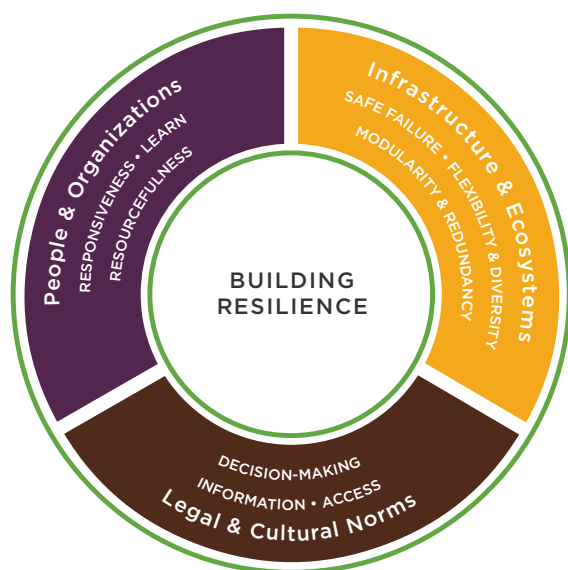 People & Organizations
RESPONSIVENESS • LEARN
RESOURCEFULNESS
Infrastructure & Ecosystems
SAFE FAILURE • FLEXIBILITY & DIVERSITY
MODULARITY & REDUNDANCY
BUILDING
RESILIENCE
DECISION-MAKING
INFORMATION • ACCESS
Legal & Cultural Norms